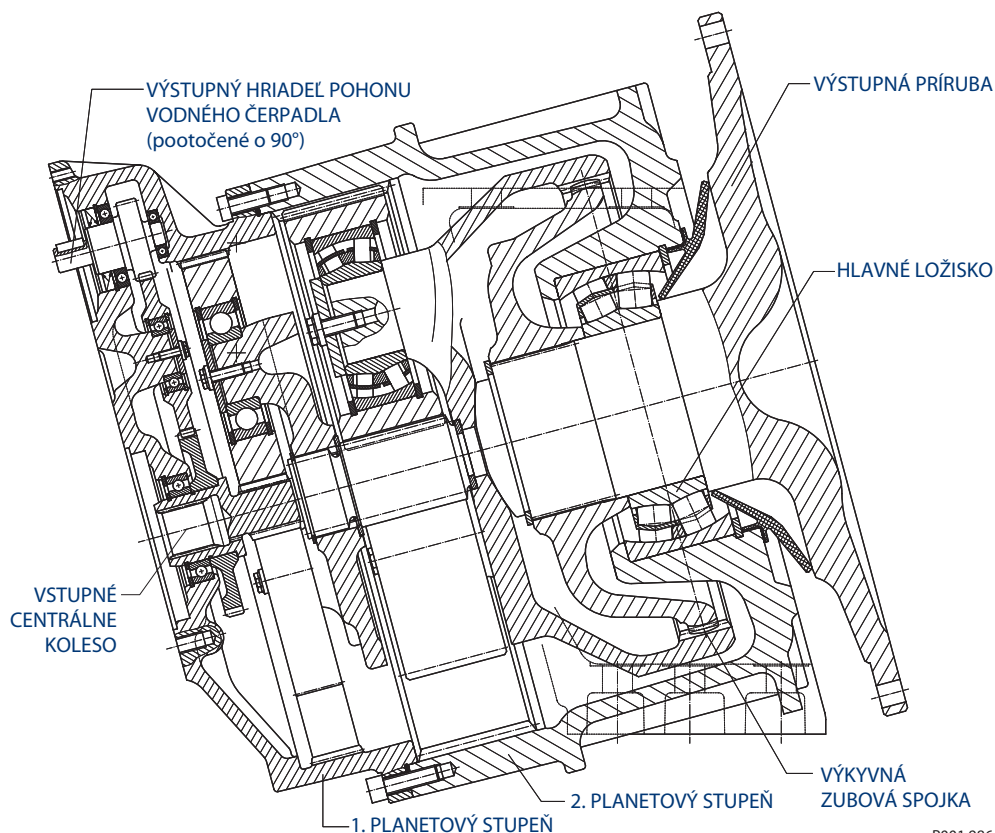 VÝSTUPNÝ HRIADEĽ POHONU
VODNÉHO ČERPADLA
(pootočené o 90°)
VÝSTUPNÁ PRÍRUBA
HLAVNÉ LOŽISKO
VSTUPNÉ
CENTRÁLNE
KOLESO
VÝKYVNÁ
ZUBOVÁ SPOJKA
2. PLANETOVÝ STUPEŇ
1. PLANETOVÝ STUPEŇ